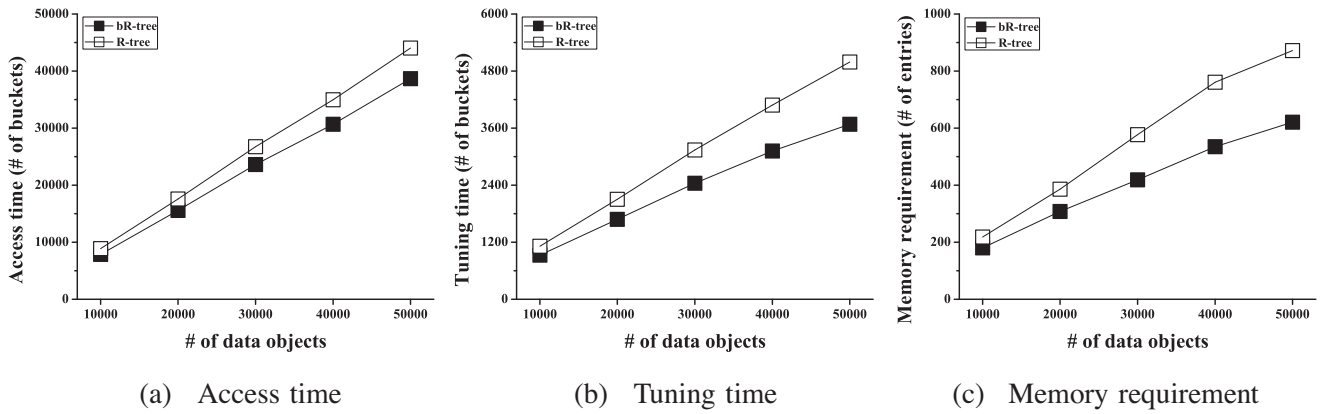 50000
40000
30000
20000
10000
0
Access time (# of buckets)
bR-tree
R-tree
10000 20000 30000 40000 50000
# of data objects
(a) Access time
6000
4800
3600
2400
1200
0
Tuning time (# of buckets)
bR-tree
R-tree
10000 20000 30000 40000 50000
# of data objects
(b) Tuning time
1000
800
600
400
200
0
Memory requirement (# of entries)
bR-tree
R-tree
10000 20000 30000 40000 50000
# of data objects
(c) Memory requirement